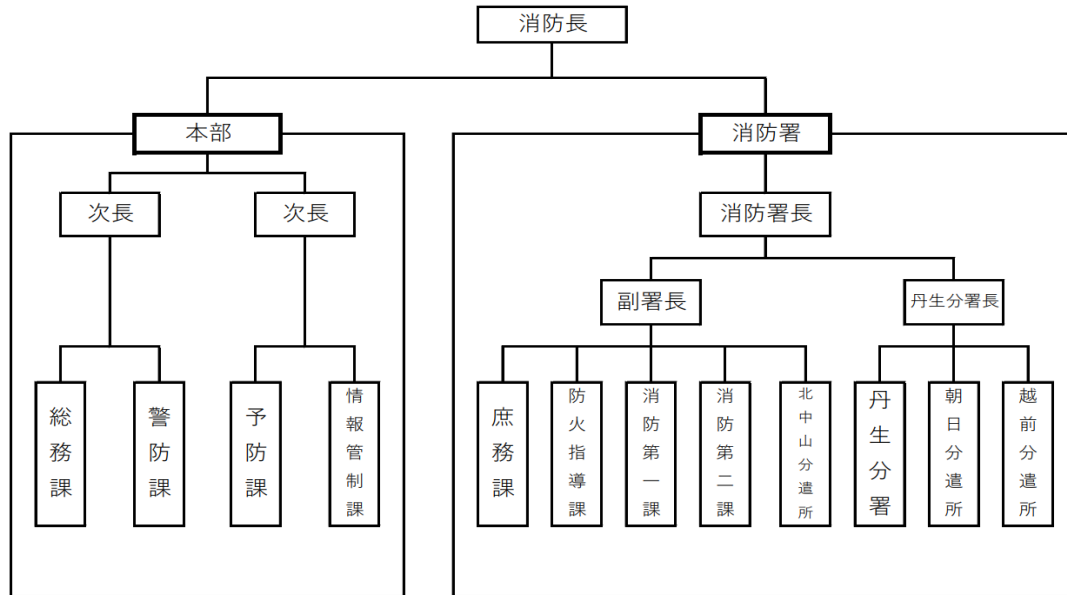 消防長
本部
消防署
次長
次長
消防署長
副署長
丹生分署長
総務課
警防課
予防課
情報管制課
庶務課
防火指導課
消防第一課
消防第二課
北中山分遣所
丹生分署
朝日分遣所
越前分遣所